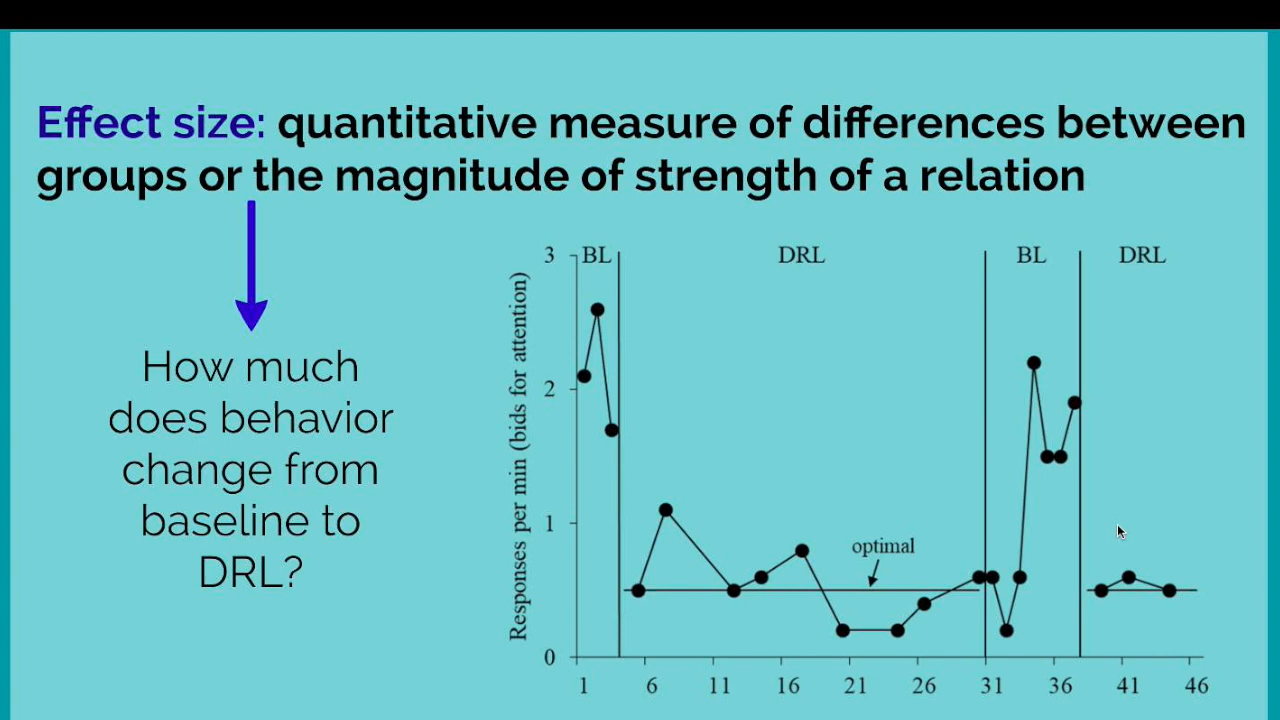 Effect size: quantitative measure of differences between
groups or the magnitude of strength of a relation
How much
does behavior
change from
baseline to
DRL?
BL DRL BL DRL
Responses per min (bids for attention)
3
2
1
0
optimal
1 6 11 16 21 26 31 36 41 46